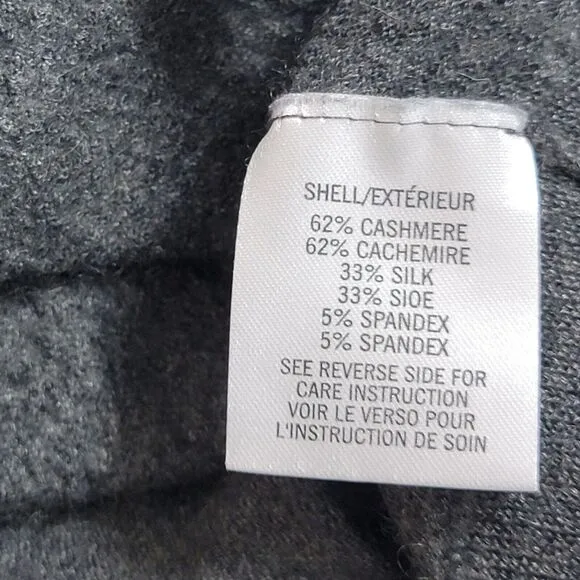 SHELL/EXTÉRIEUR
62% CASHMERE
62% CACHEMIRE
33% SILK
33% SIOE
5% SPANDEX
5% SPANDEX
SEE REVERSE SIDE FOR
CARE INSTRUCTION
VOIR LE VERSO POUR
L'INSTRUCTION DE SOIN